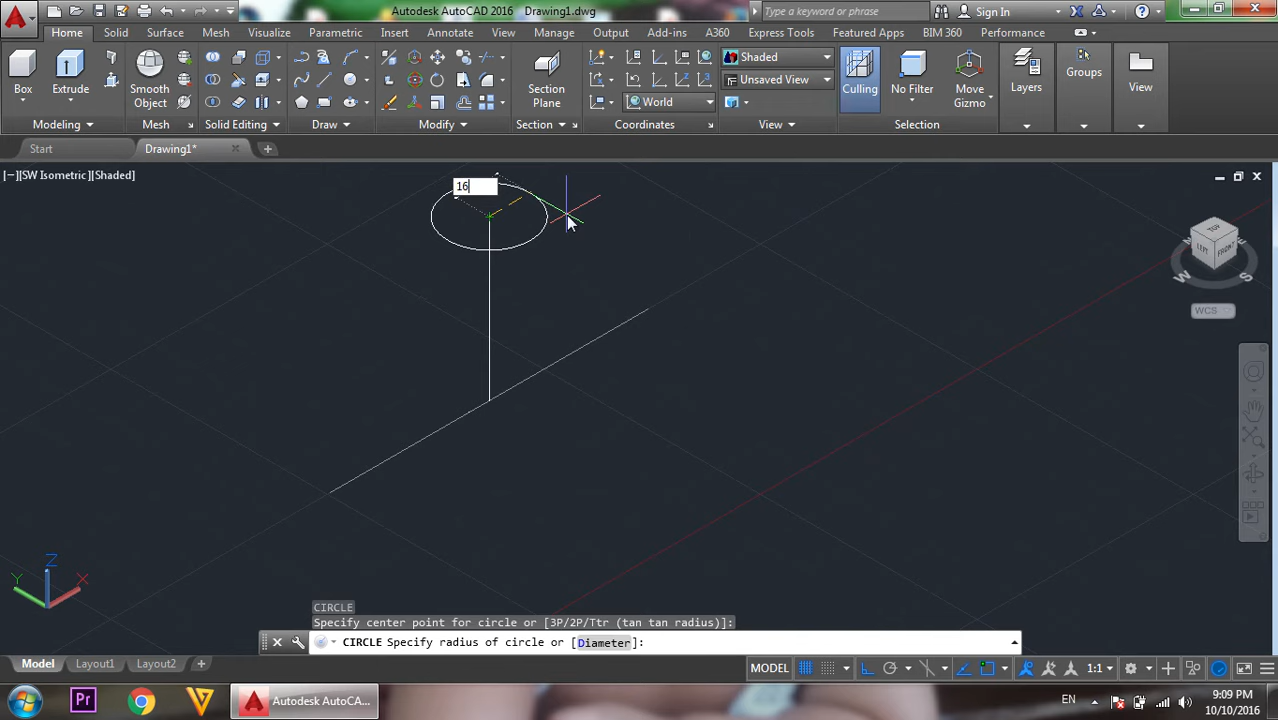 Autodesk AutoCAD 2016 Drawing1.dwg
Type a keyword or phrase
Sign In
Home Solid Surface Mesh Visualize Parametric Insert Annotate View Manage Output Add-ins A360 Express Tools Featured Apps BIM 360 Performance
Box
Extrude
Smooth
Object
Section
Plane
Shaded
Unsaved View
World
Culling
No Filter
Move
Gizmo
Groups
Layers
View
Modeling
Mesh
Solid Editing
Draw
Modify
Section
Coordinates
View
Selection
Start
Drawing1*
[−][SW Isometric][Shaded]
16
TOP
LEFT
FRONT
W
S
WCS
Z
Y
X
CIRCLE
Specify center point for circle or [3P/2P/Ttr (tan tan radius)]:
CIRCLE Specify radius of circle or [Diameter]:
Model Layout1 Layout2
MODEL
1:1
Pr
Autodesk AutoCA...
EN
9:09 PM
10/10/2016